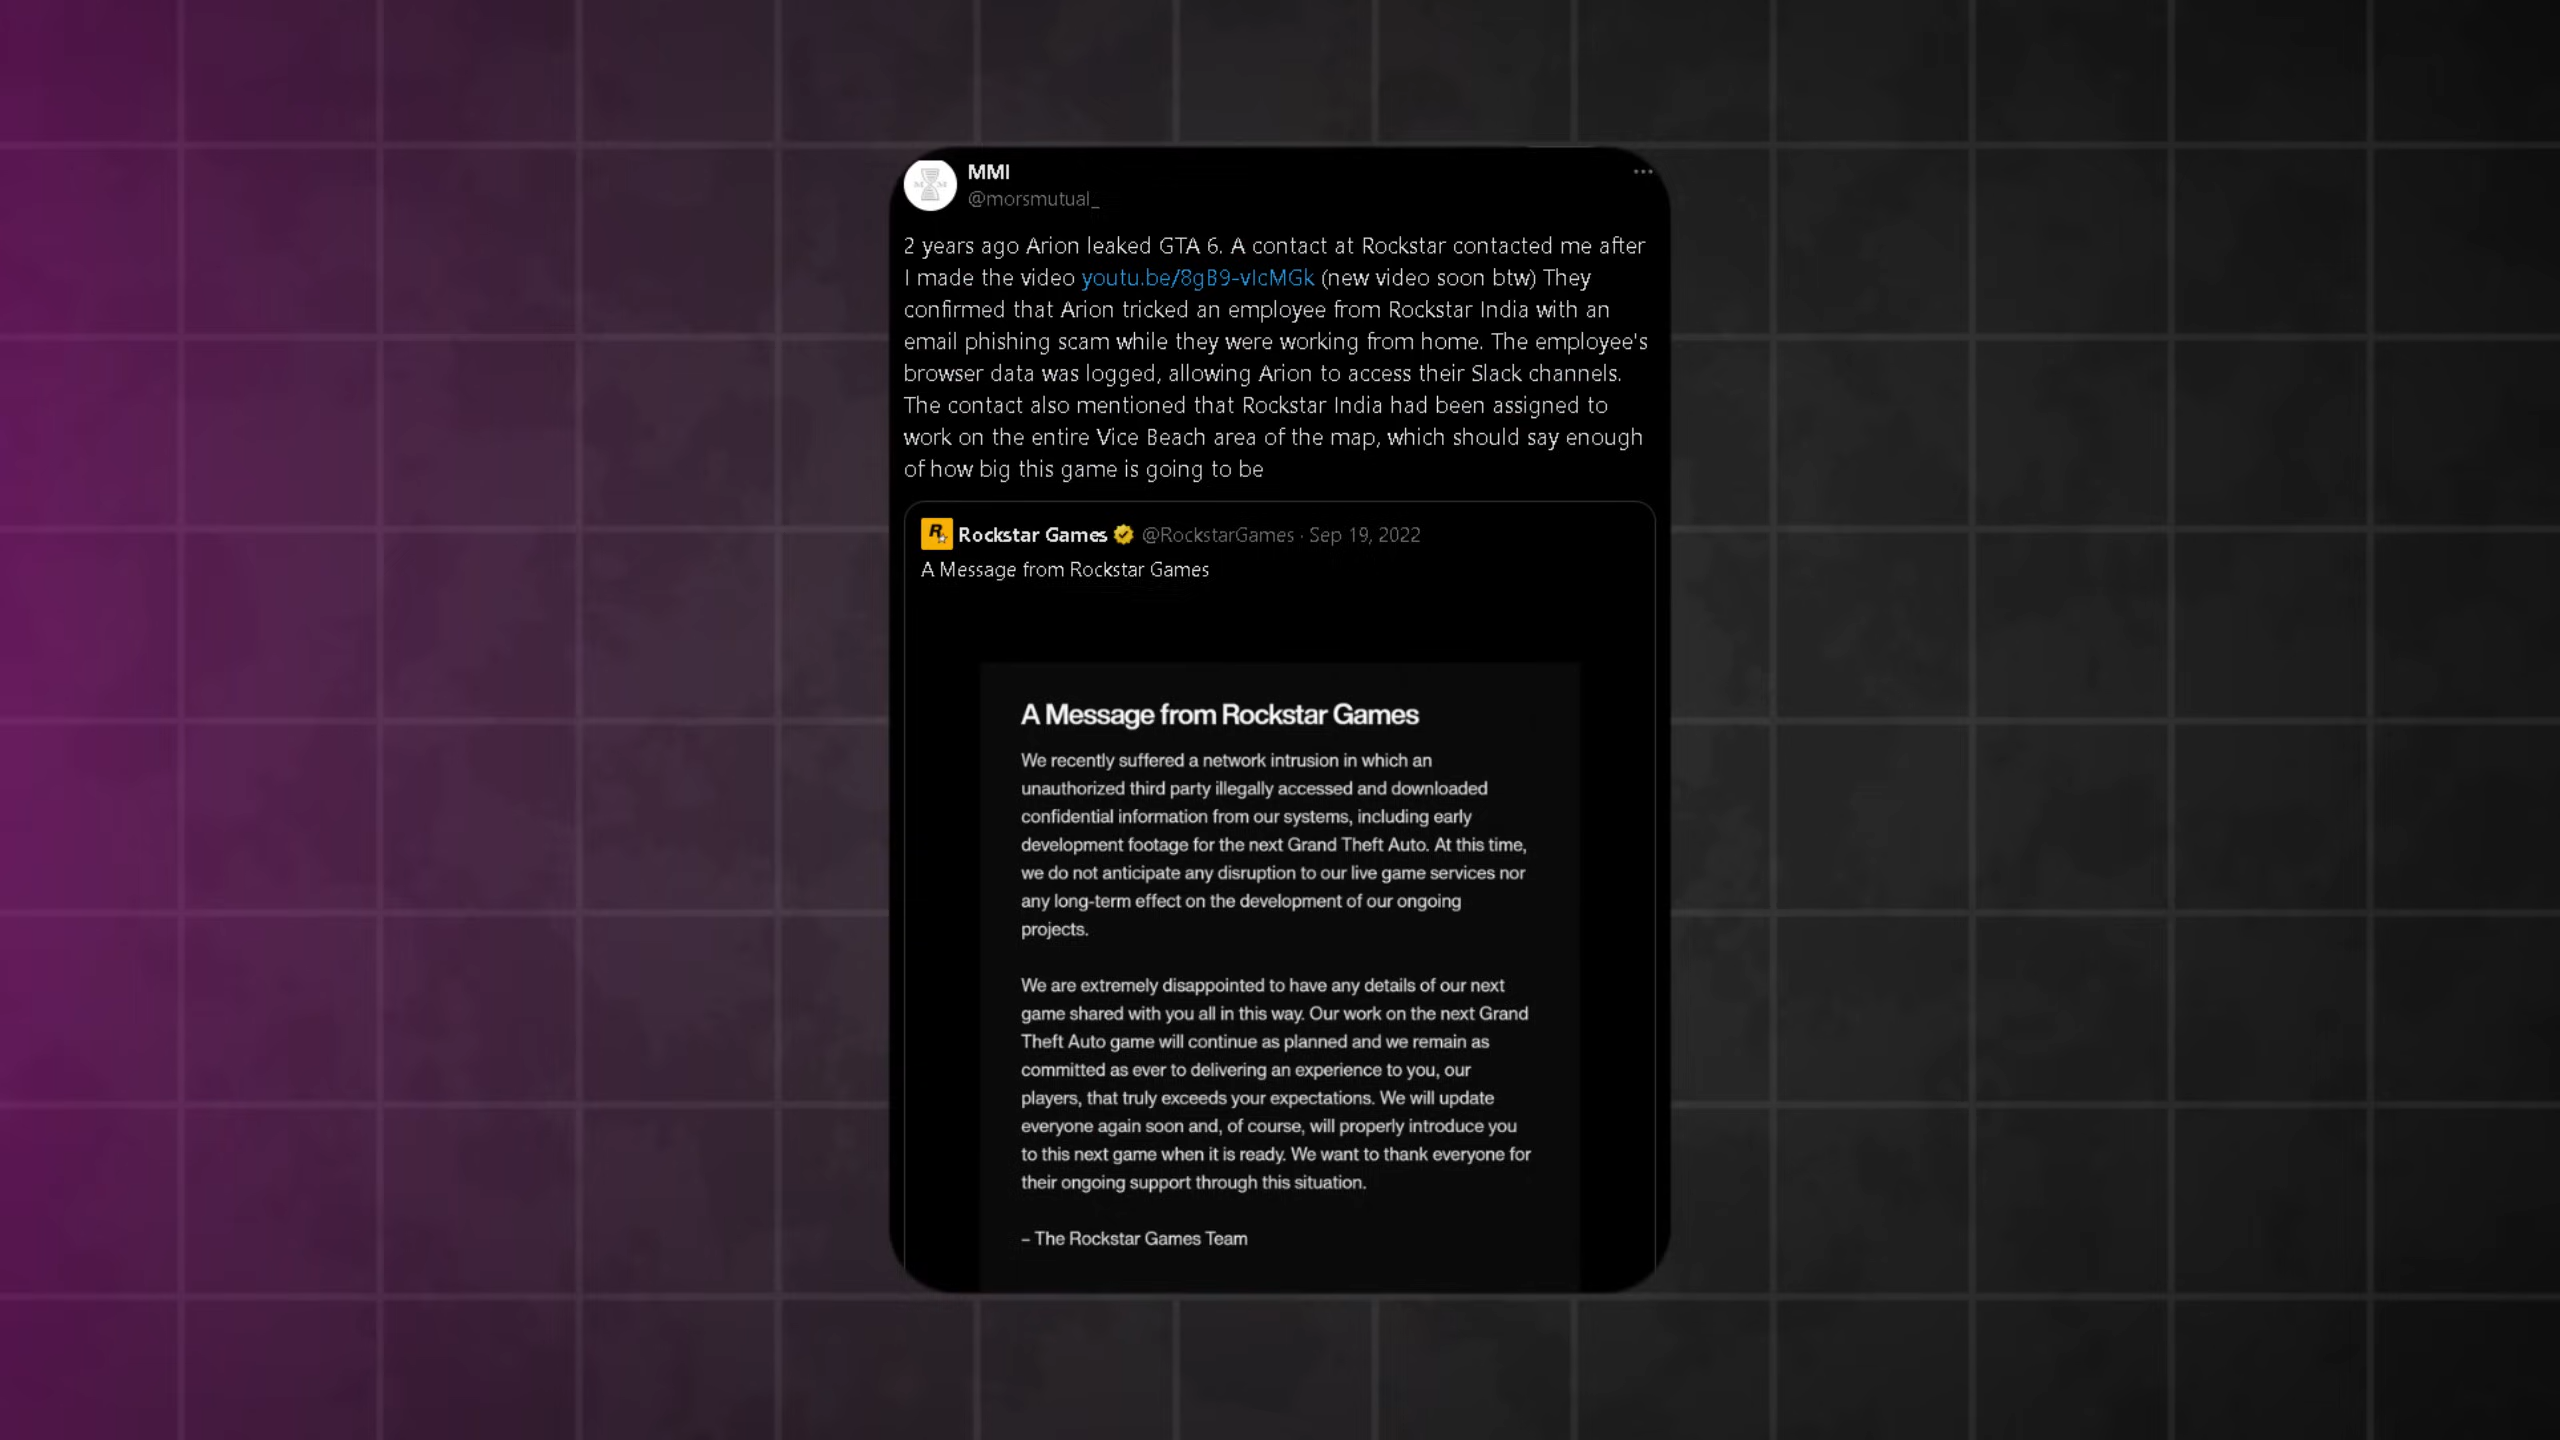 MMI
@morsmutual_
2 years ago Arion leaked GTA 6. A contact at Rockstar contacted me after
I made the video youtu.be/8gB9-vIcMGk (new video soon btw) They
confirmed that Arion tricked an employee from Rockstar India with an
email phishing scam while they were working from home. The employee's
browser data was logged, allowing Arion to access their Slack channels.
The contact also mentioned that Rockstar India had been assigned to
work on the entire Vice Beach area of the map, which should say enough
of how big this game is going to be
Rockstar Games @RockstarGames · Sep 19, 2022
A Message from Rockstar Games
A Message from Rockstar Games
We recently suffered a network intrusion in which an
unauthorized third party illegally accessed and downloaded
confidential information from our systems, including early
development footage for the next Grand Theft Auto. At this time,
we do not anticipate any disruption to our live game services nor
any long-term effect on the development of our ongoing
projects.
We are extremely disappointed to have any details of our next
game shared with you all in this way. Our work on the next Grand
Theft Auto game will continue as planned and we remain as
committed as ever to delivering an experience to you, our
players, that truly exceeds your expectations. We will update
everyone again soon and, of course, will properly introduce you
to this next game when it is ready. We want to thank everyone for
their ongoing support through this situation.
– The Rockstar Games Team